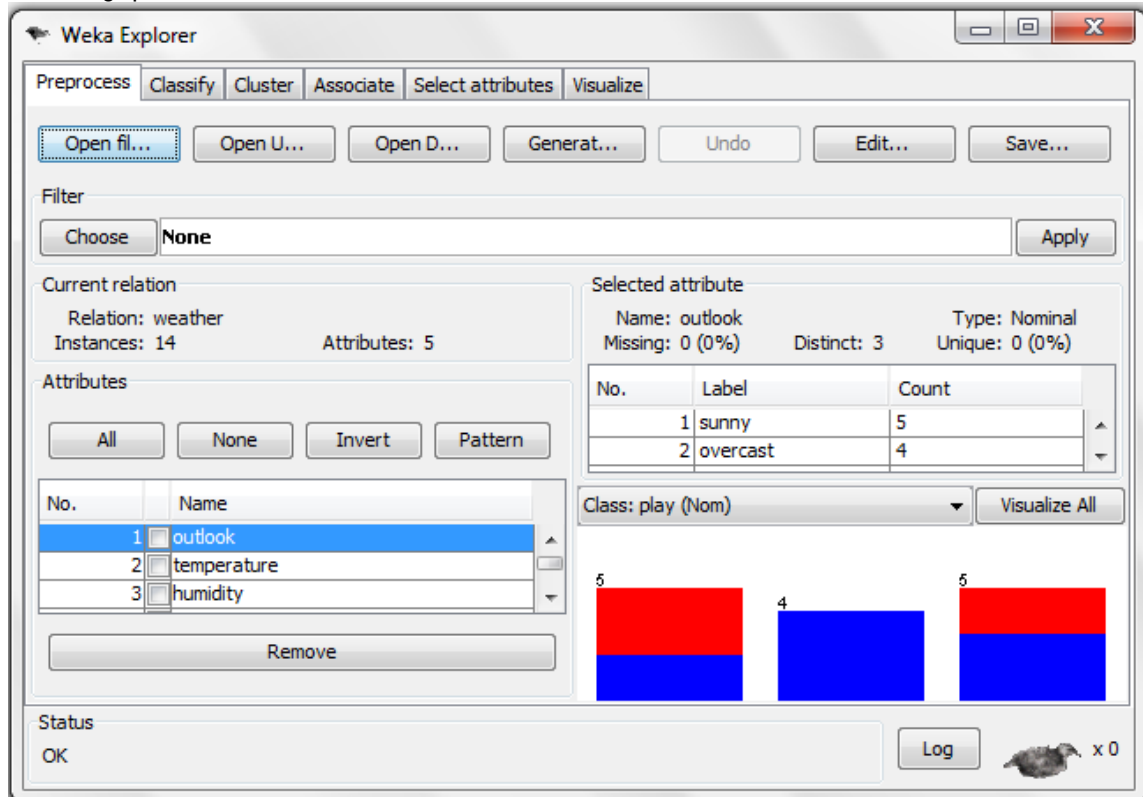 Weka Explorer
Preprocess Classify Cluster Associate Select attributes Visualize
Open fil... Open U... Open D... Generat... Undo Edit... Save...
Filter
Choose None Apply
Current relation
Relation: weather
Instances: 14 Attributes: 5
Selected attribute
Name: outlook Type: Nominal
Missing: 0 (0%) Distinct: 3 Unique: 0 (0%)
No. Label Count
1 sunny 5
2 overcast 4
Attributes
All None Invert Pattern
No. Name
1 outlook
2 temperature
3 humidity
Remove
Class: play (Nom) Visualize All
5 4 5
Status
OK
Log x 0